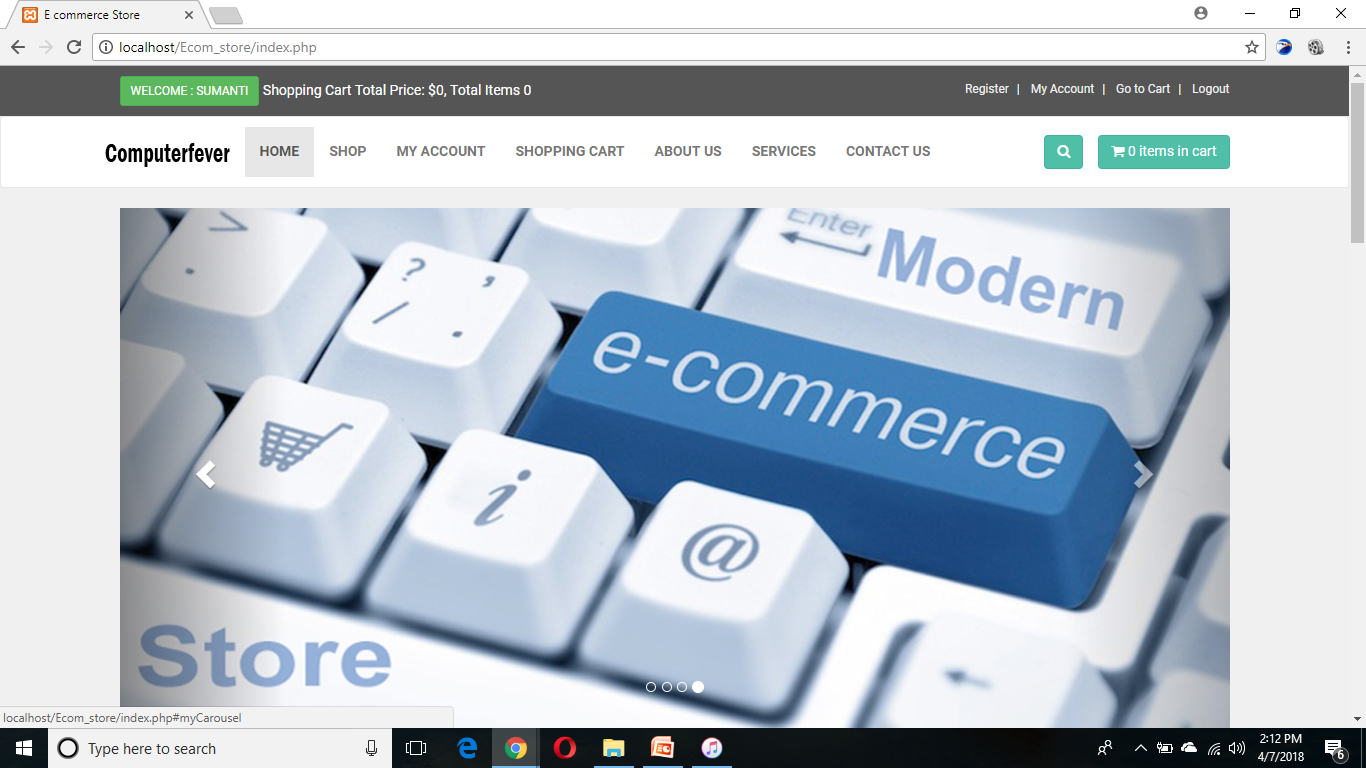 E commerce Store
localhost/Ecom_store/index.php
WELCOME : SUMANTI Shopping Cart Total Price: $0, Total Items 0
Register | My Account | Go to Cart | Logout
Computerfever HOME SHOP MY ACCOUNT SHOPPING CART ABOUT US SERVICES CONTACT US
0 items in cart
Enter
Modern
> .
? ,
/ .
e-commerce
i
@
Store
localhost/Ecom_store/index.php#myCarousel
Type here to search
2:12 PM
4/7/2018
6